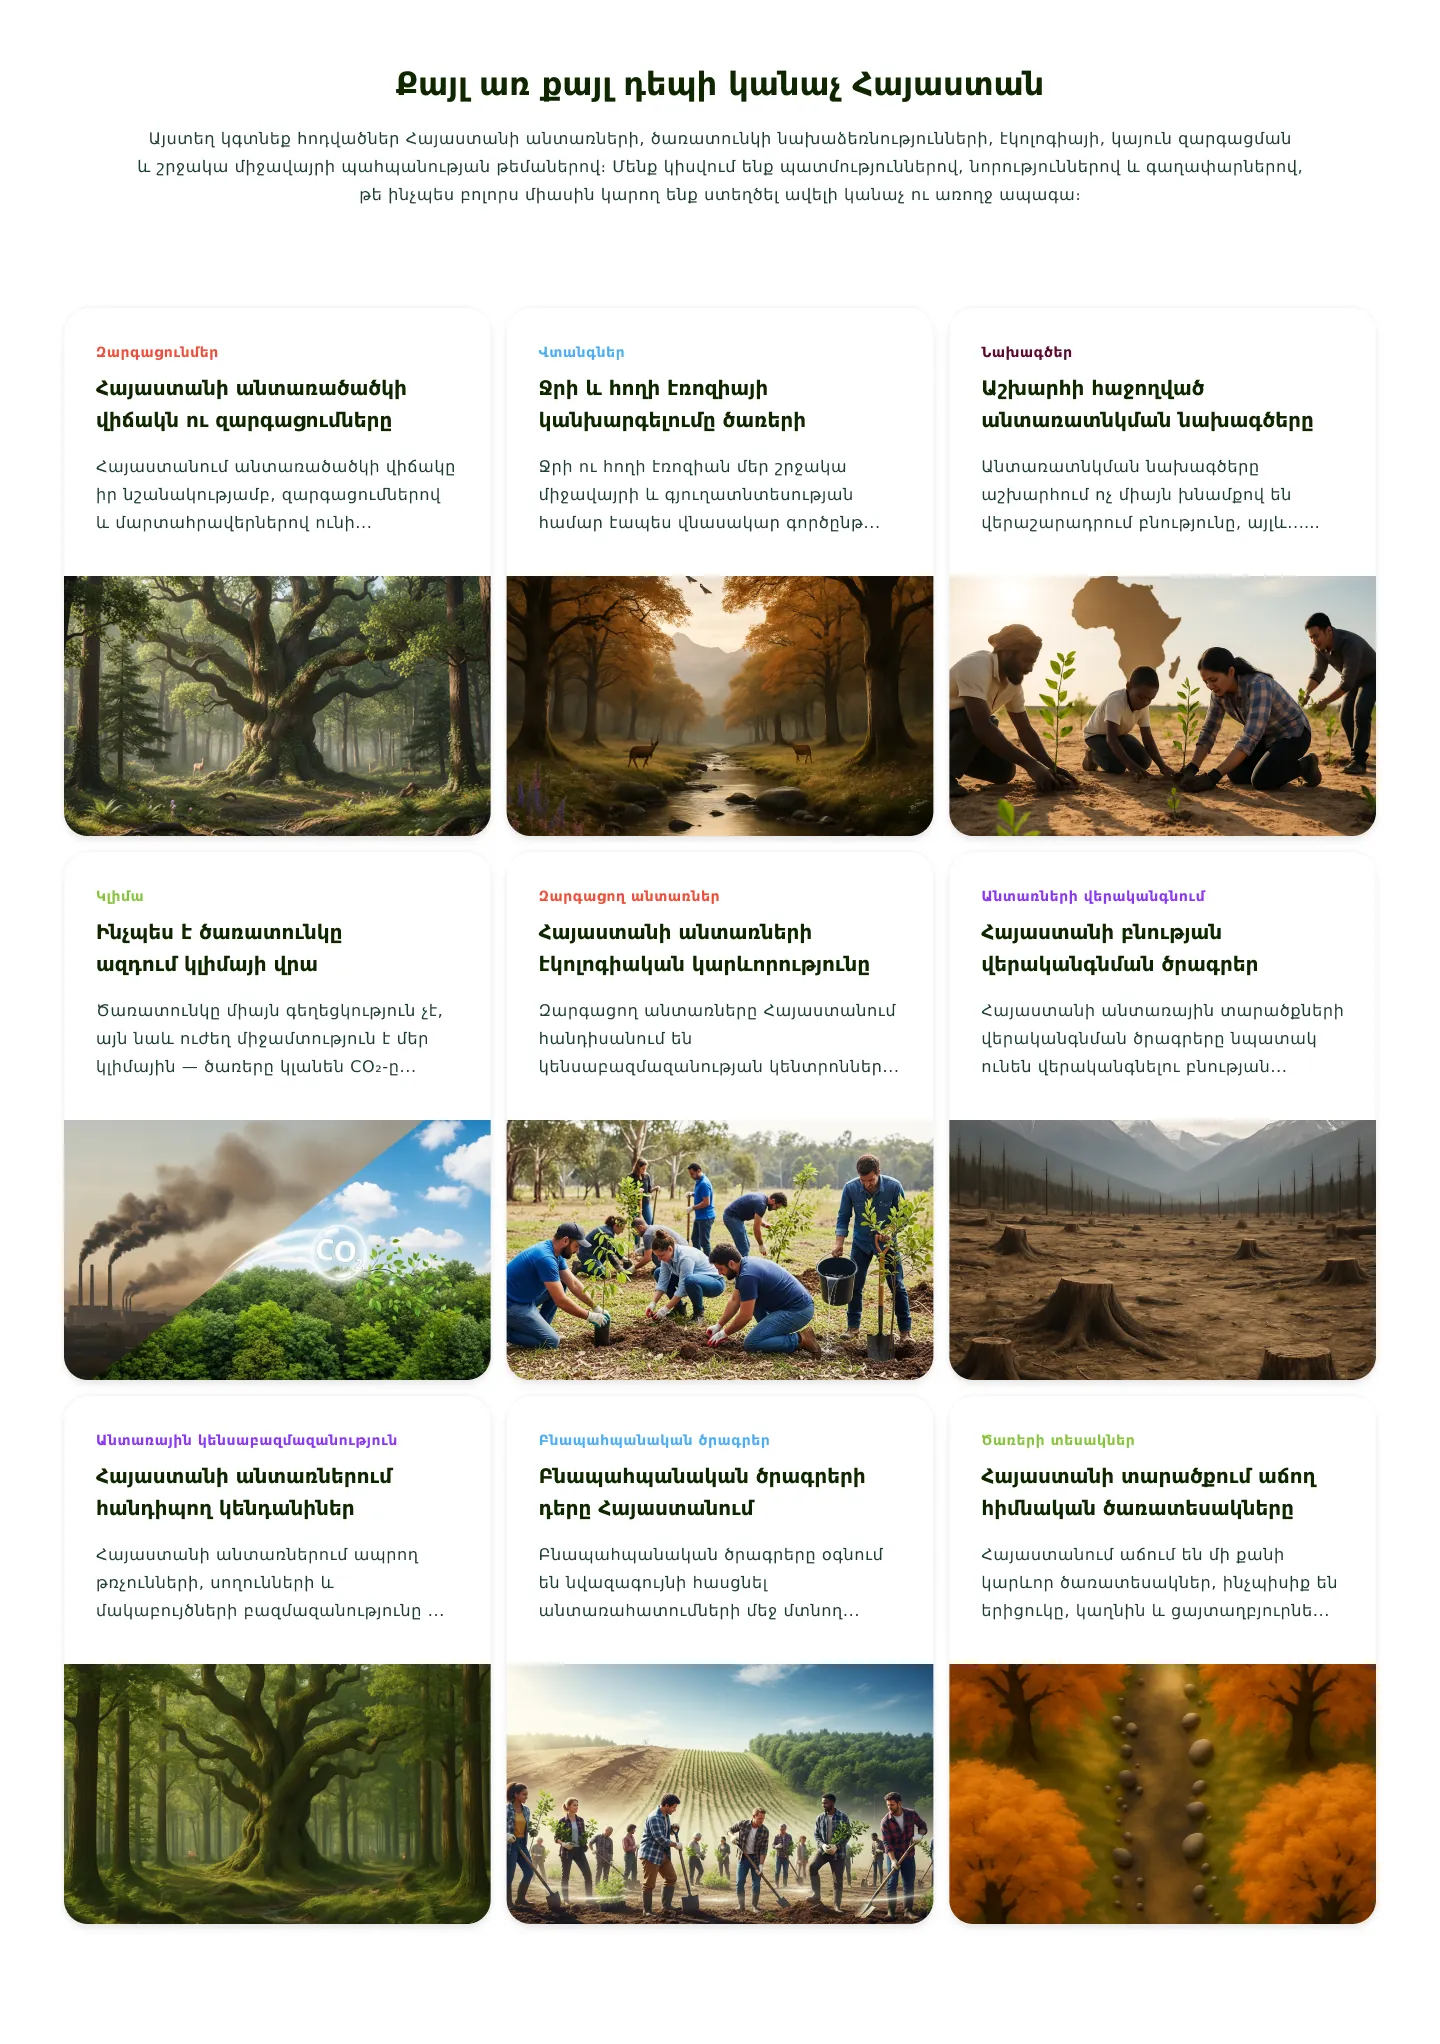 Քայլ առ քայլ դեպի կանաչ Հայաստան
Այստեղ կգտնեք հոդվածներ Հայաստանի անտառների, ծառատունկի նախաձեռնությունների, էկոլոգիայի, կայուն զարգացման
և շրջակա միջավայրի պահպանության թեմաներով։ Մենք կիսվում ենք պատմություններով, նորություններով և գաղափարներով,
թե ինչպես բոլորս միասին կարող ենք ստեղծել ավելի կանաչ ու առողջ ապագա։
Զարգացումներ
Հայաստանի անտառածածկի
վիճակն ու զարգացումները
Հայաստանում անտառածածկի վիճակը
իր նշանակությամբ, զարգացումներով
և մարտահրավերներով ունի...
Վտանգներ
Ջրի և հողի էռոզիայի
կանխարգելումը ծառերի
Ջրի ու հողի էռոզիան մեր շրջակա
միջավայրի և գյուղատնտեսության
համար էապես վնասակար գործընթ...
Նախագծեր
Աշխարհի հաջողված
անտառատնկման նախագծերը
Անտառատնկման նախագծերը
աշխարհում ոչ միայն խնամքով են
վերաշարադրում բնությունը, այլև......
Կլիմա
Ինչպես է ծառատունկը
ազդում կլիմայի վրա
Ծառատունկը միայն գեղեցկություն չէ,
այն նաև ուժեղ միջամտություն է մեր
կլիմային — ծառերը կլանեն CO₂-ը...
CO
Զարգացող անտառներ
Հայաստանի անտառների
էկոլոգիական կարևորությունը
Զարգացող անտառները Հայաստանում
հանդիսանում են
կենսաբազմազանության կենտրոններ...
Անտառների վերականգնում
Հայաստանի բնության
վերականգնման ծրագրեր
Հայաստանի անտառային տարածքների
վերականգնման ծրագրերը նպատակ
ունեն վերականգնելու բնության...
Անտառային կենսաբազմազանություն
Հայաստանի անտառներում
հանդիպող կենդանիներ
Հայաստանի անտառներում ապրող
թռչունների, սողունների և
մակաբույծների բազմազանությունը ...
Բնապահպանական ծրագրեր
Բնապահպանական ծրագրերի
դերը Հայաստանում
Բնապահպանական ծրագրերը օգնում
են նվազագույնի հասցնել
անտառահատումների մեջ մտնող...
Ծառերի տեսակներ
Հայաստանի տարածքում աճող
հիմնական ծառատեսակները
Հայաստանում աճում են մի քանի
կարևոր ծառատեսակներ, ինչպիսիք են
երիցուկը, կաղնին և ցայտաղբյուրնե...